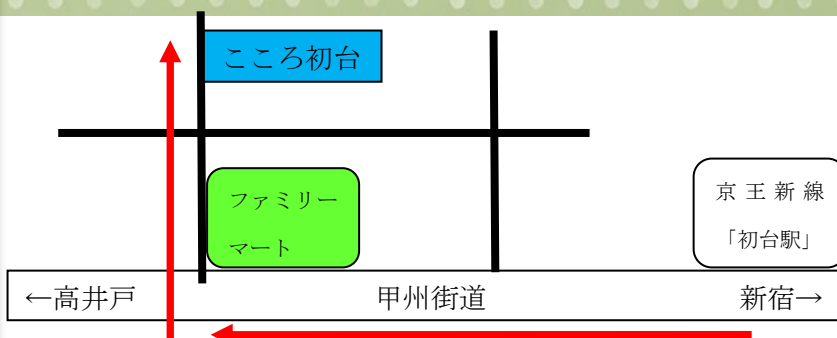 こころ初台
ファミリー
マート
京王新線
「初台駅」
←高井戸 甲州街道 新宿→